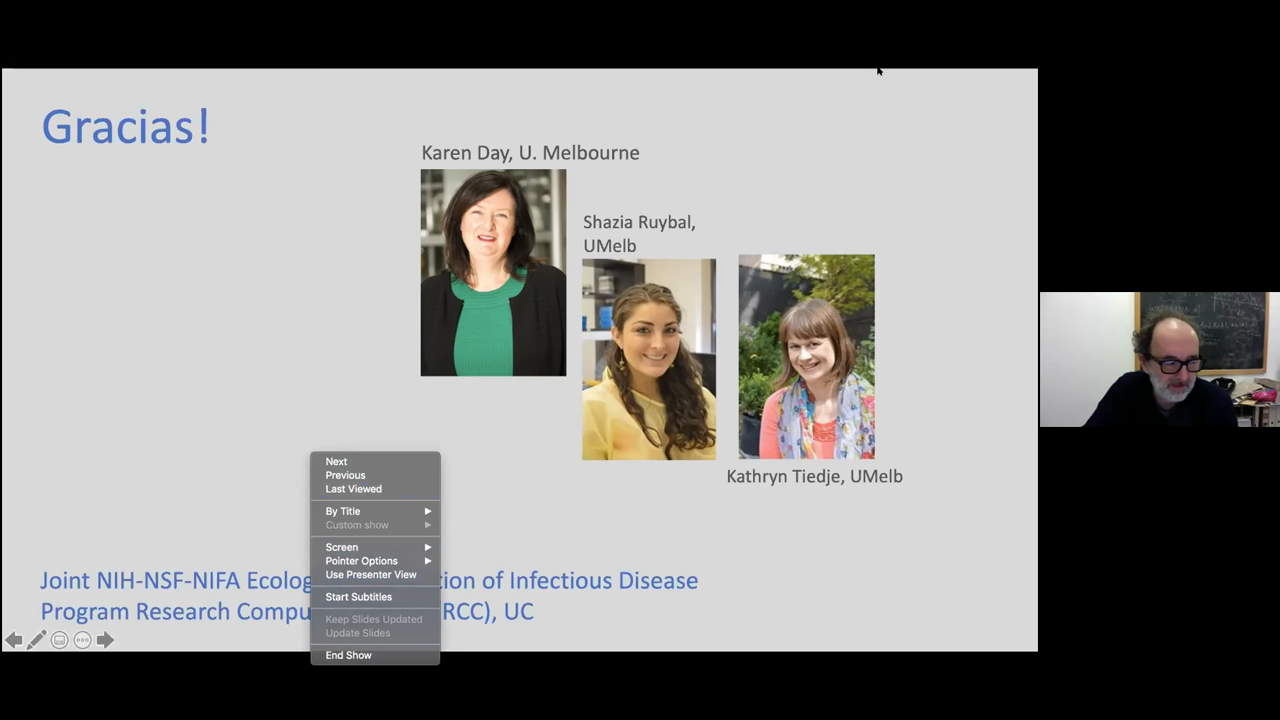 Gracias!
Karen Day, U. Melbourne
Shazia Ruybal,
UMelb
Kathryn Tiedje, UMelb
Next
Previous
Last Viewed
By Title
Custom show
Screen
Pointer Options
Use Presenter View
Start Subtitles
Keep Slides Updated
Update Slides
End Show
Joint NIH-NSF-NIFA Ecolog tion of Infectious Disease
Program Research Compu RCC), UC